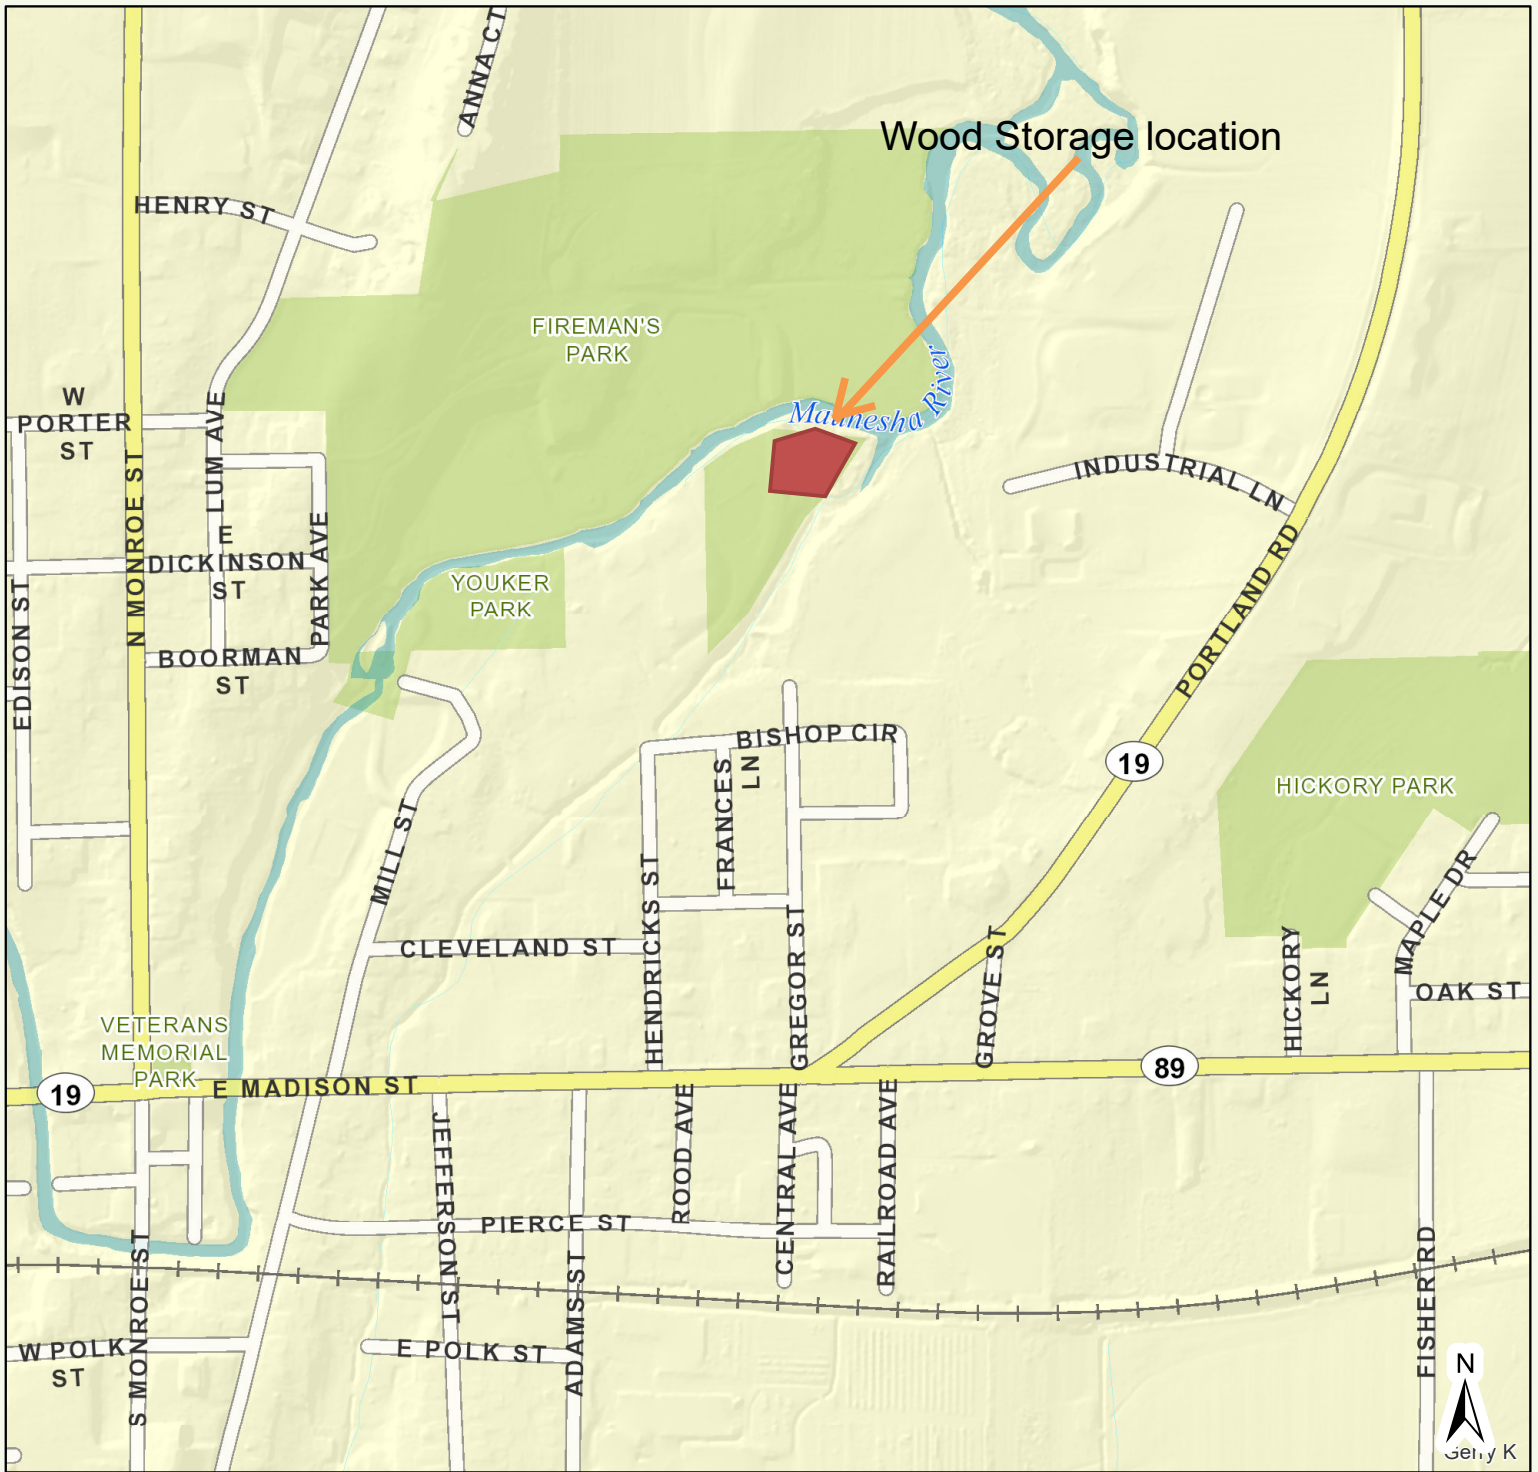 ANNA CT
Wood Storage location
HENRY ST
FIREMAN'S
PARK
Maunesha River
W
PORTER
ST
LUM AVE
N MONROE ST
INDUSTRIAL LN
E
DICKINSON
ST
PARK AVE
YOUKER
PARK
EDISON ST
BOORMAN
ST
PORTLAND RD
BISHOP CIR
FRANCES
LN
19
HICKORY PARK
MILL ST
HENDRICKS ST
MAPLE DR
CLEVELAND ST
GREGOR ST
GROVE ST
HICKORY
LN
OAK ST
VETERANS
MEMORIAL
PARK
19
E MADISON ST
89
JEFFERSON ST
ROOD AVE
CENTRAL AVE
RAILROAD AVE
PIERCE ST
S MONROE ST
ADAMS ST
FISHER RD
W POLK
ST
E POLK ST
N
Gerry K